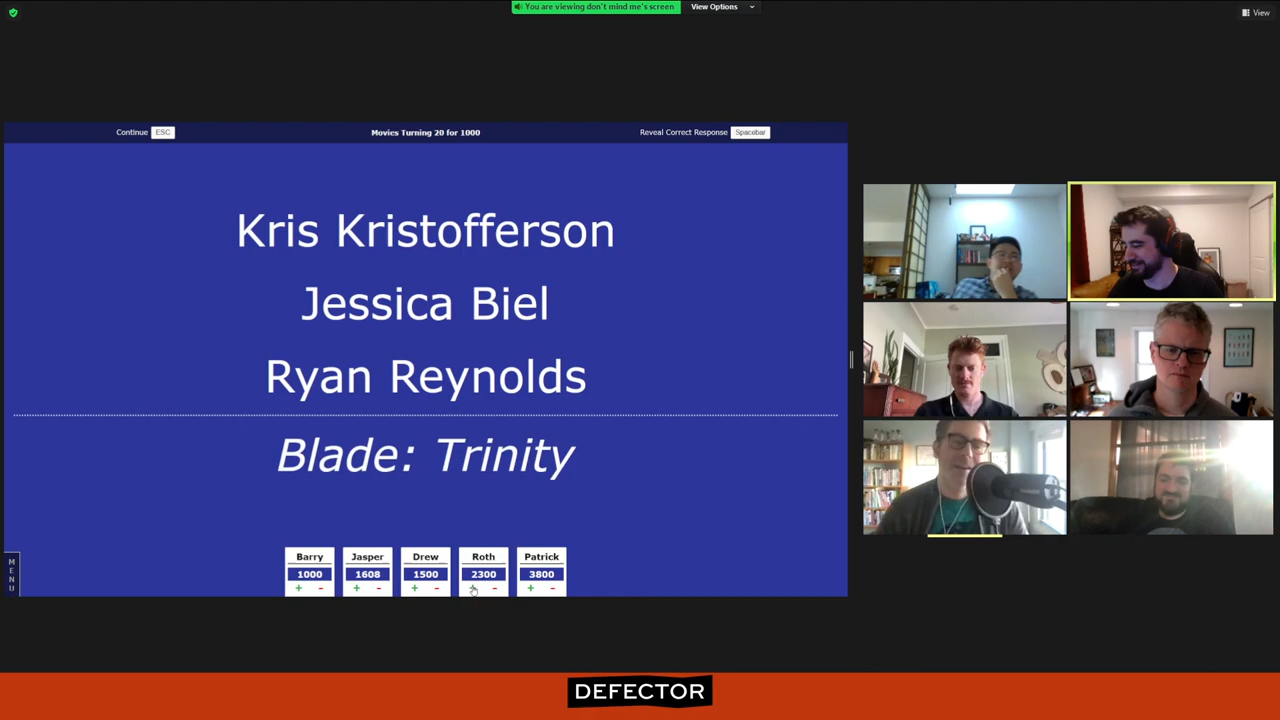 You are viewing don't mind me's screen
View Options
View
Continue ESC
Movies Turning 20 for 1000
Reveal Correct Response Spacebar
Kris Kristofferson
Jessica Biel
Ryan Reynolds
Blade: Trinity
MENU
Barry Jasper Drew Roth Patrick
1000 1608 1500 2300 3800
+ - + - + - + - + -
DEFECTOR